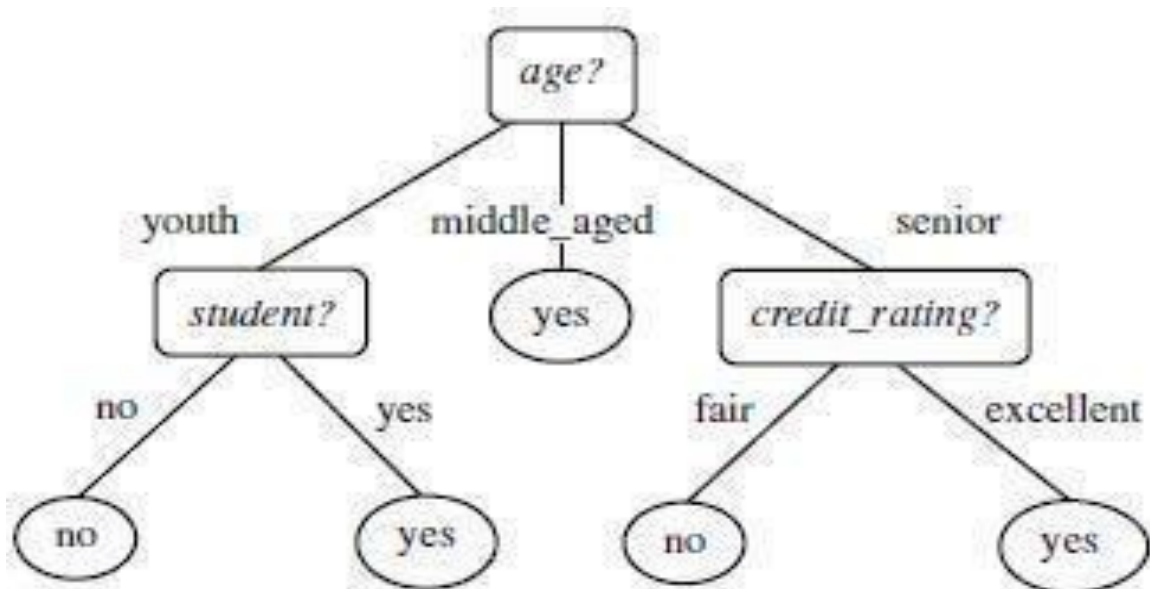 age?
youth middle_aged senior
student? yes credit_rating?
no yes fair excellent
no yes no yes